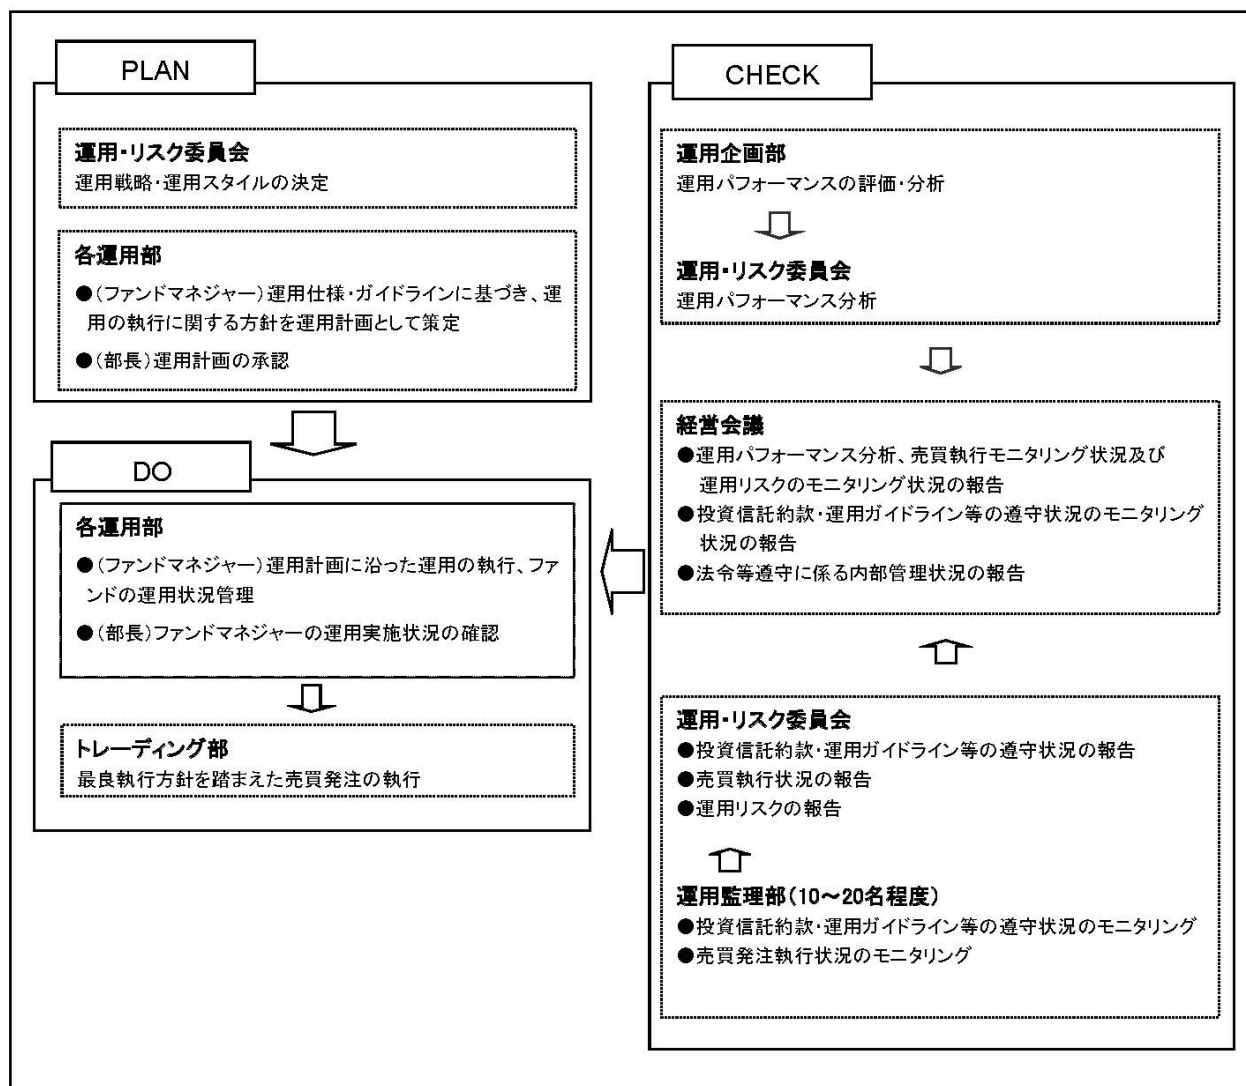 PLAN
運用・リスク委員会
運用戦略・運用スタイルの決定
各運用部
●(ファンドマネジャー)運用仕様・ガイドラインに基づき、運
用の執行に関する方針を運用計画として策定
●(部長)運用計画の承認
DO
各運用部
●(ファンドマネジャー)運用計画に沿った運用の執行、ファ
ンドの運用状況管理
●(部長)ファンドマネジャーの運用実施状況の確認
トレーディング部
最良執行方針を踏まえた売買発注の執行
CHECK
運用企画部
運用パフォーマンスの評価・分析
運用・リスク委員会
運用パフォーマンス分析
経営会議
●運用パフォーマンス分析、売買執行モニタリング状況及び
運用リスクのモニタリング状況の報告
●投資信託約款・運用ガイドライン等の遵守状況のモニタリング
状況の報告
●法令等遵守に係る内部管理状況の報告
運用・リスク委員会
●投資信託約款・運用ガイドライン等の遵守状況の報告
●売買執行状況の報告
●運用リスクの報告
運用監理部(10～20名程度)
●投資信託約款・運用ガイドライン等の遵守状況のモニタリング
●売買発注執行状況のモニタリング